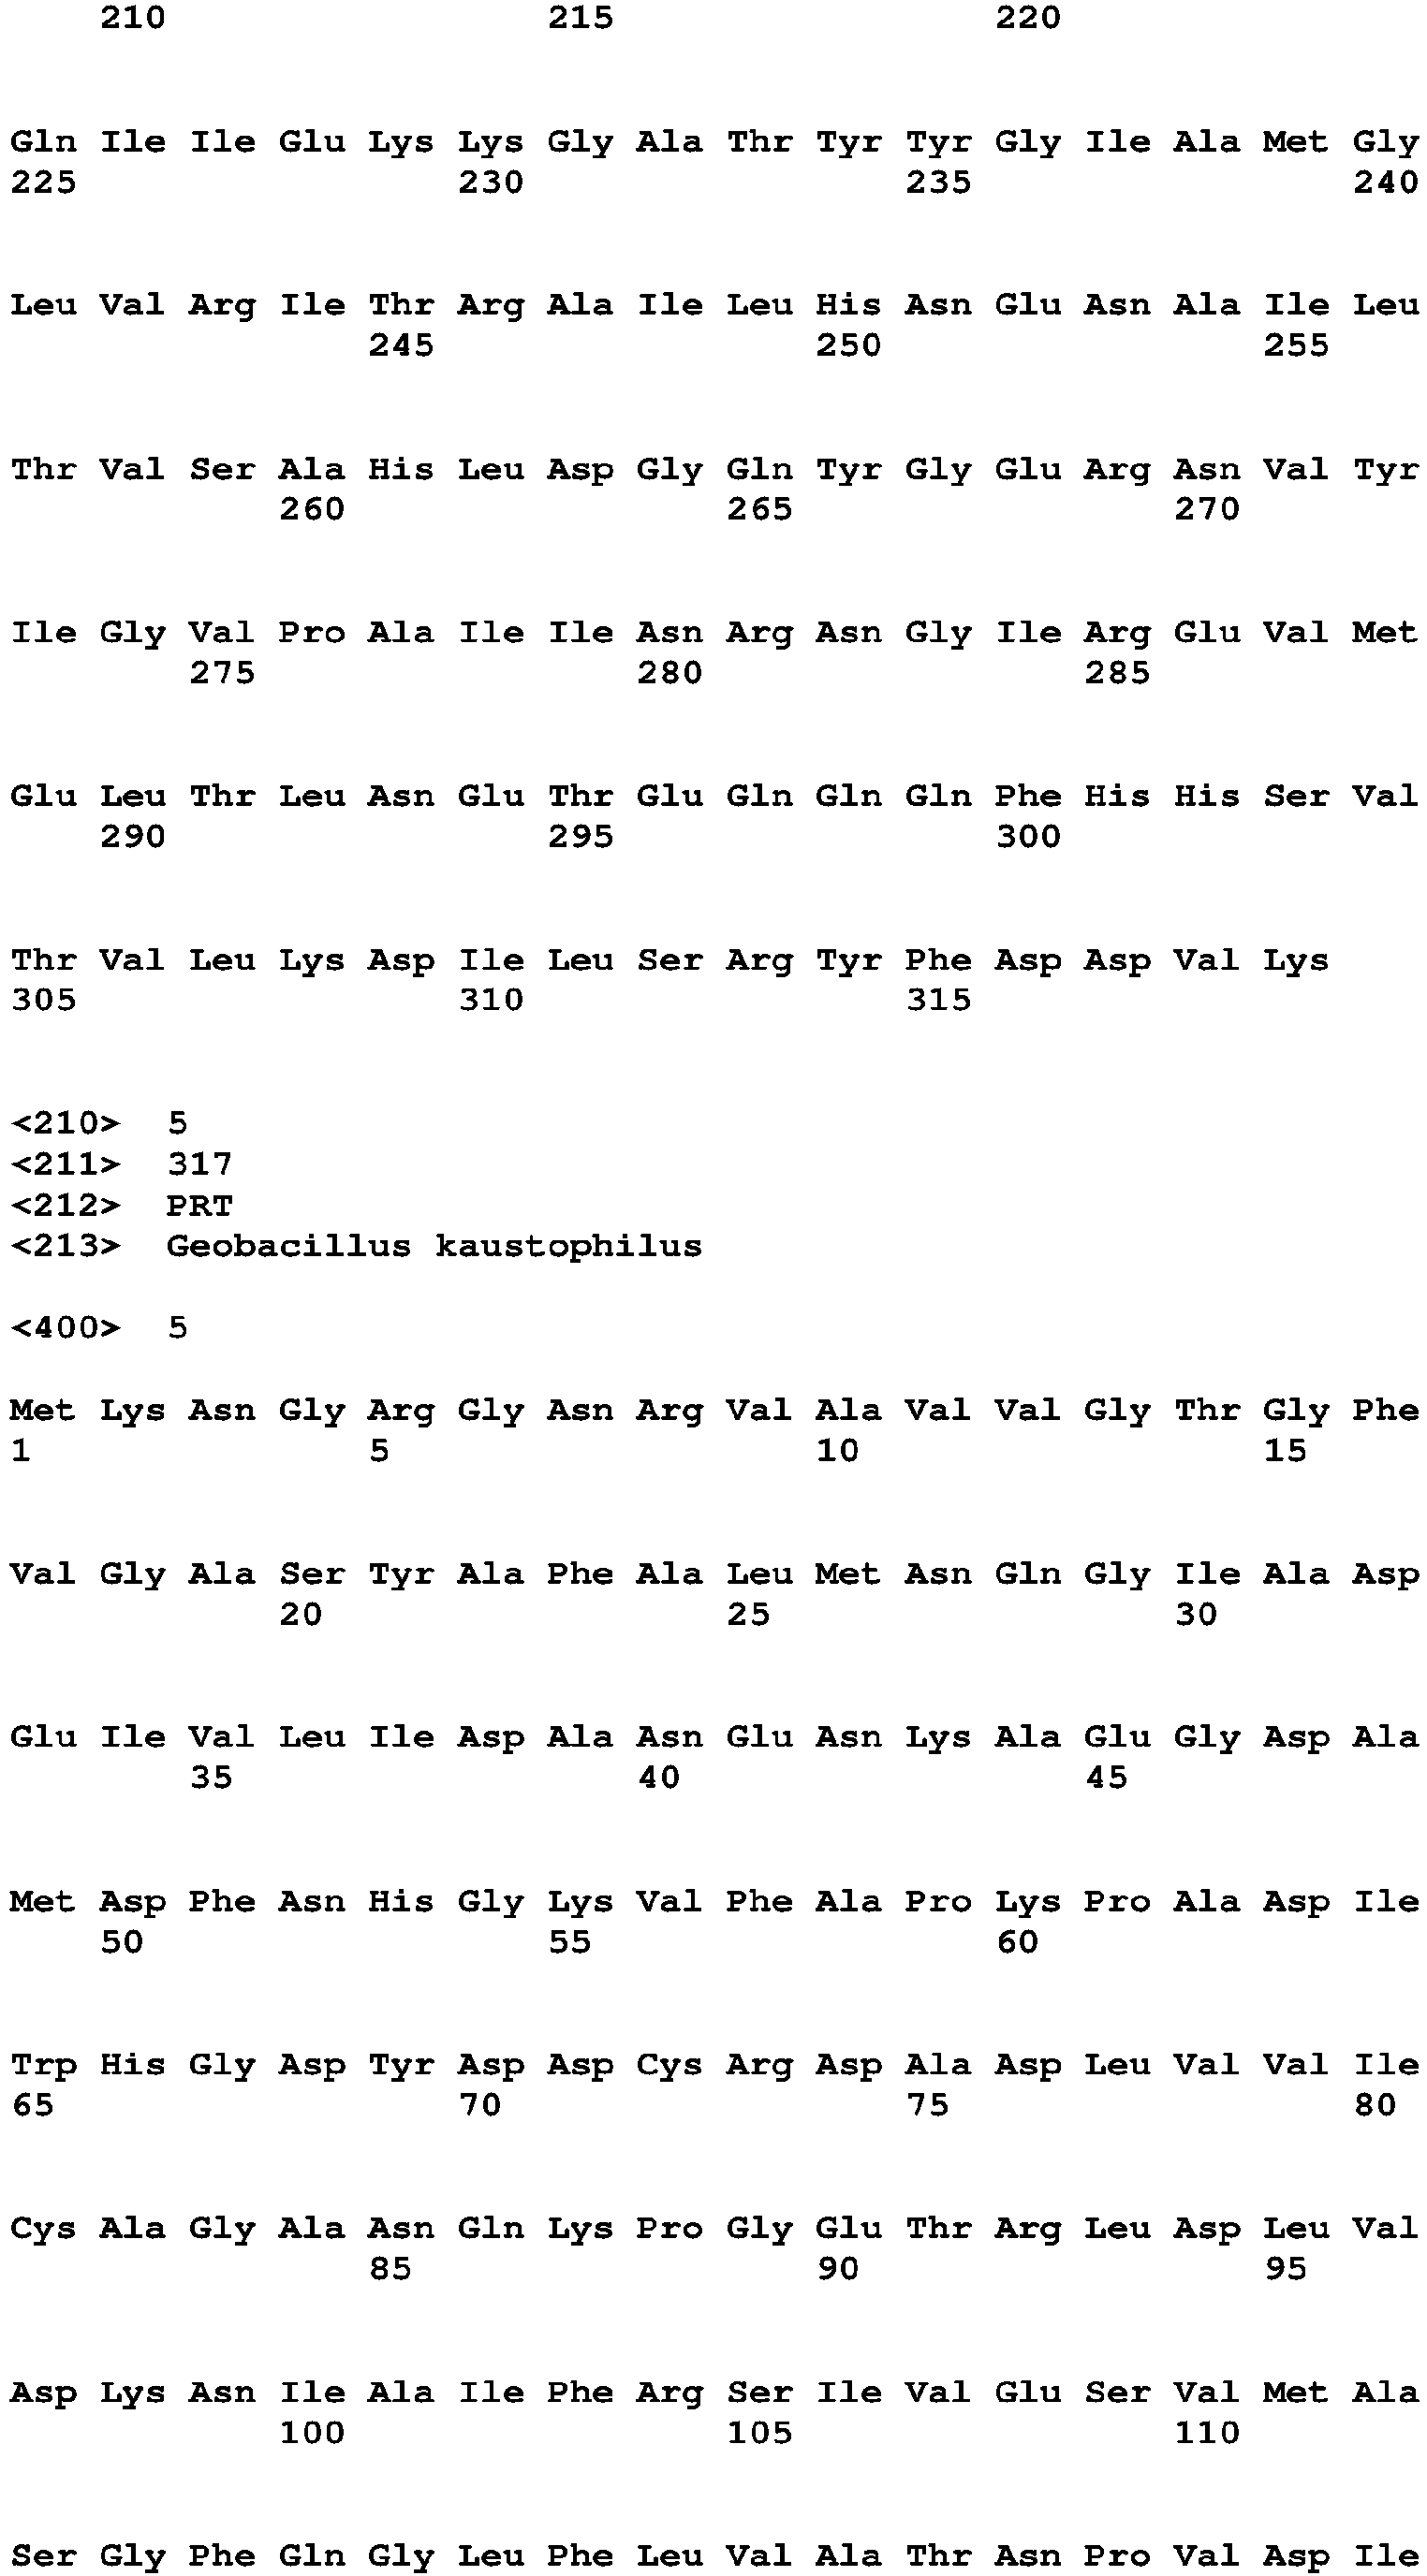 210 215 220
Gln Ile Ile Glu Lys Lys Gly Ala Thr Tyr Tyr Gly Ile Ala Met Gly
225 230 235 240
Leu Val Arg Ile Thr Arg Ala Ile Leu His Asn Glu Asn Ala Ile Leu
245 250 255
Thr Val Ser Ala His Leu Asp Gly Gln Tyr Gly Glu Arg Asn Val Tyr
260 265 270
Ile Gly Val Pro Ala Ile Ile Asn Arg Asn Gly Ile Arg Glu Val Met
275 280 285
Glu Leu Thr Leu Asn Glu Thr Glu Gln Gln Gln Phe His His Ser Val
290 295 300
Thr Val Leu Lys Asp Ile Leu Ser Arg Tyr Phe Asp Asp Val Lys
305 310 315
<210> 5
<211> 317
<212> PRT
<213> Geobacillus kaustophilus
<400> 5
Met Lys Asn Gly Arg Gly Asn Arg Val Ala Val Val Gly Thr Gly Phe
1 5 10 15
Val Gly Ala Ser Tyr Ala Phe Ala Leu Met Asn Gln Gly Ile Ala Asp
20 25 30
Glu Ile Val Leu Ile Asp Ala Asn Glu Asn Lys Ala Glu Gly Asp Ala
35 40 45
Met Asp Phe Asn His Gly Lys Val Phe Ala Pro Lys Pro Ala Asp Ile
50 55 60
Trp His Gly Asp Tyr Asp Asp Cys Arg Asp Ala Asp Leu Val Val Ile
65 70 75 80
Cys Ala Gly Ala Asn Gln Lys Pro Gly Glu Thr Arg Leu Asp Leu Val
85 90 95
Asp Lys Asn Ile Ala Ile Phe Arg Ser Ile Val Glu Ser Val Met Ala
100 105 110
Ser Gly Phe Gln Gly Leu Phe Leu Val Ala Thr Asn Pro Val Asp Ile